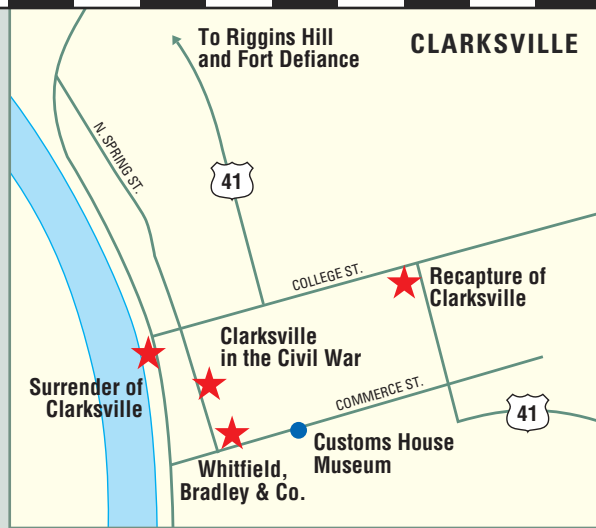 To Riggins Hill
and Fort Defiance
CLARKSVILLE
N. SPRING ST.
41
COLLEGE ST.
Recapture of
Clarksville
Clarksville
in the Civil War
Surrender of
Clarksville
COMMERCE ST.
41
Customs House
Museum
Whitfield,
Bradley & Co.